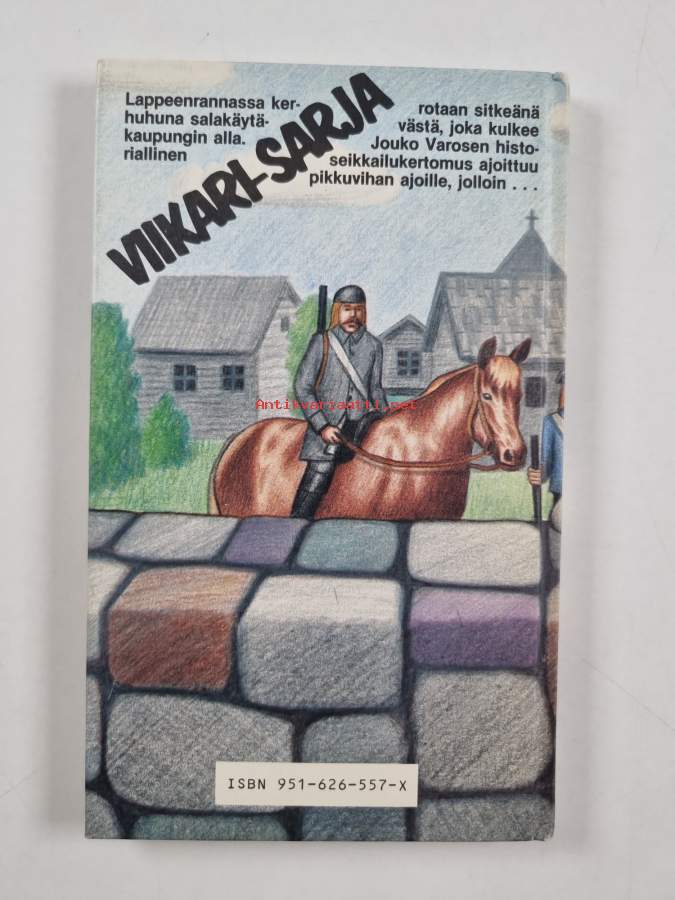 Lappeenrannassa ker- rotaan sitkeänä
huhuna salakäytä- västä, joka kulkee
kaupungin alla. Jouko Varosen histo-
riallinen seikkailukertomus ajoittuu
pikkuvihan ajoille, jolloin . . .
VIIKARI-SARJA
Antikvariaatti.net
ISBN 951-626-557-X